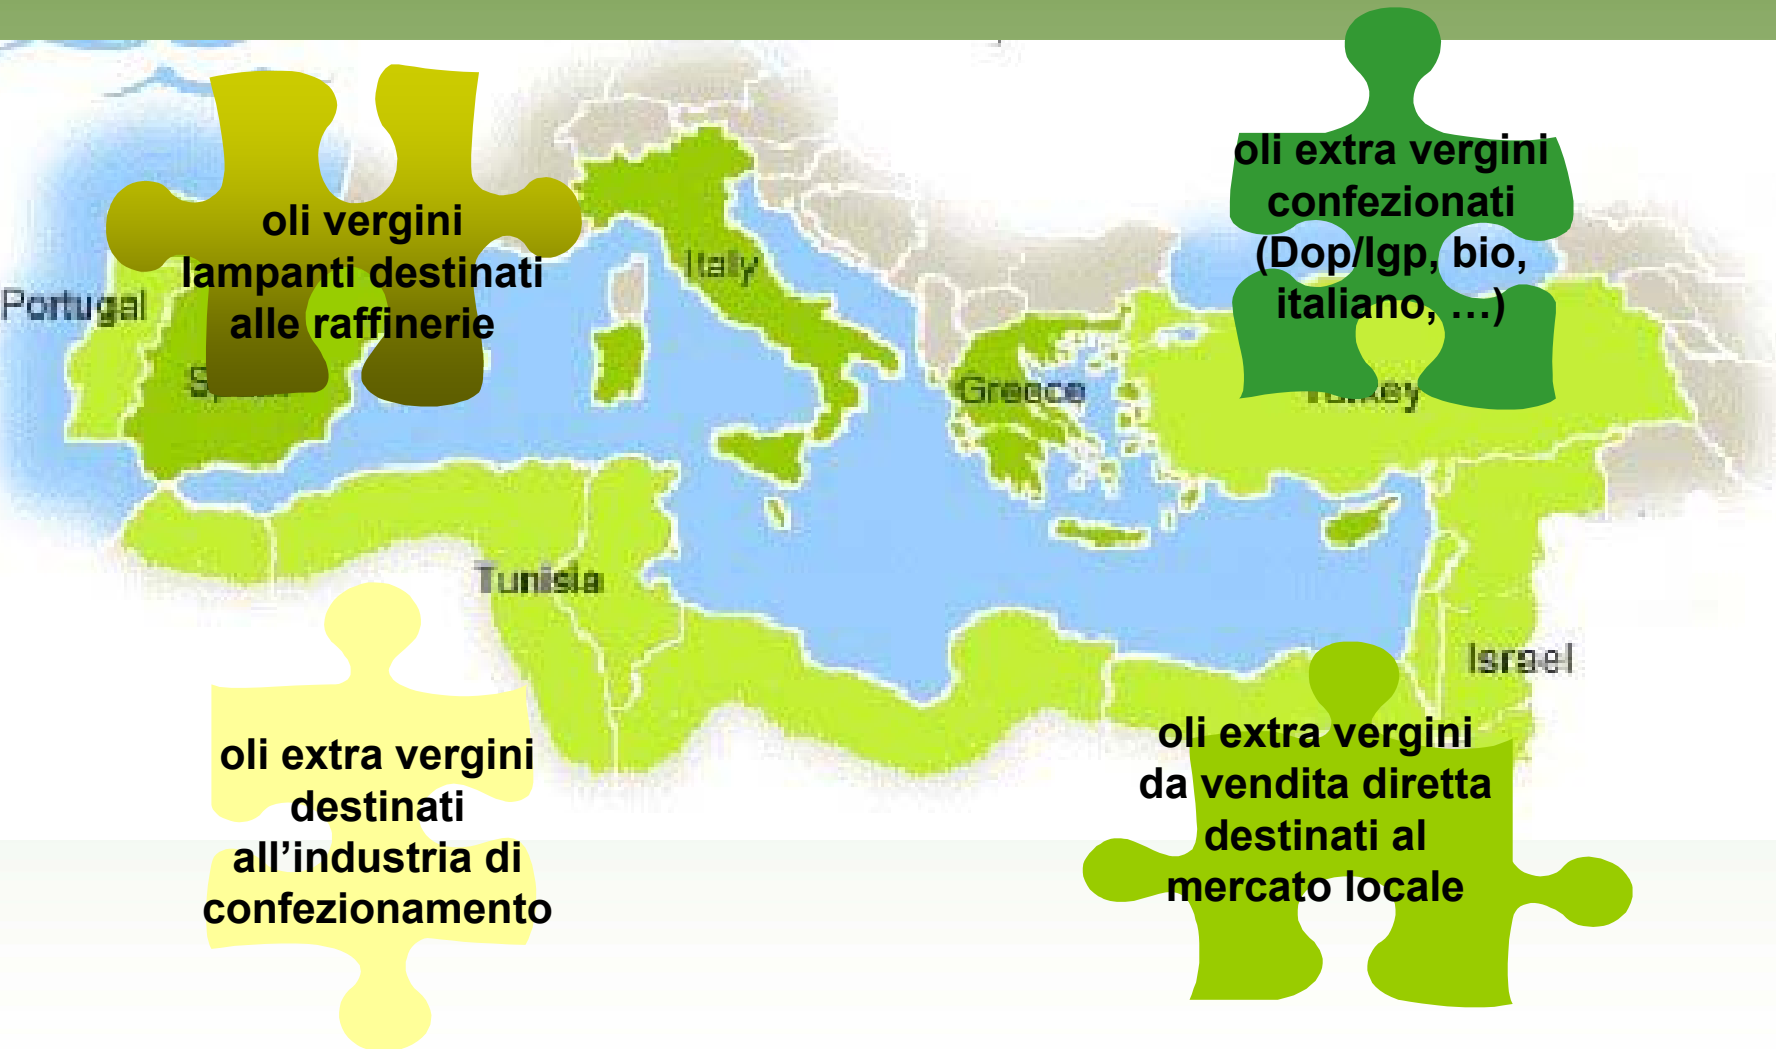 oli vergini
lampanti destinati
alle raffinerie
oli extra vergini
confezionati
(Dop/Igp, bio,
italiano, …)
Portugal
Italy
Greece
Tunisia
Israel
oli extra vergini
destinati
all’industria di
confezionamento
oli extra vergini
da vendita diretta
destinati al
mercato locale